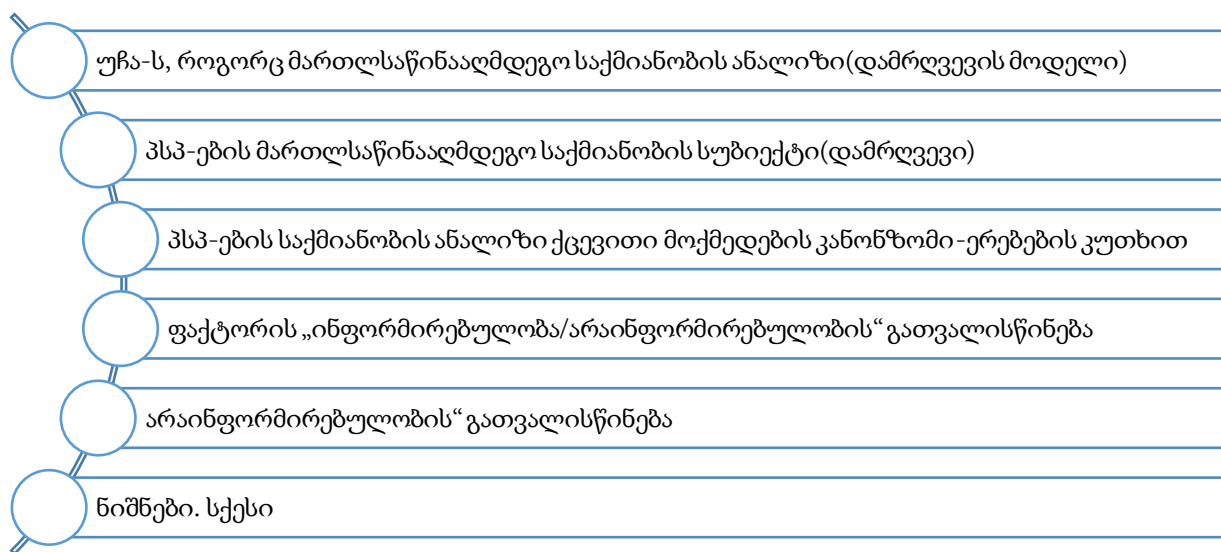 უჩა-ს, როგორც მართლსაწინააღმდეგო საქმიანობის ანალიზი(დამრღვევის მოდელი)
პსპ-ების მართლსაწინააღმდეგო საქმიანობის სუბიექტი(დამრღვევი)
პსპ-ების საქმიანობის ანალიზი ქცევითი მოქმედების კანონზომი-ერებების კუთხით
ფაქტორის „ინფორმირებულობა/არაინფორმირებულობის“ გათვალისწინება
არაინფორმირებულობის“ გათვალისწინება
ნიშნები. სქესი